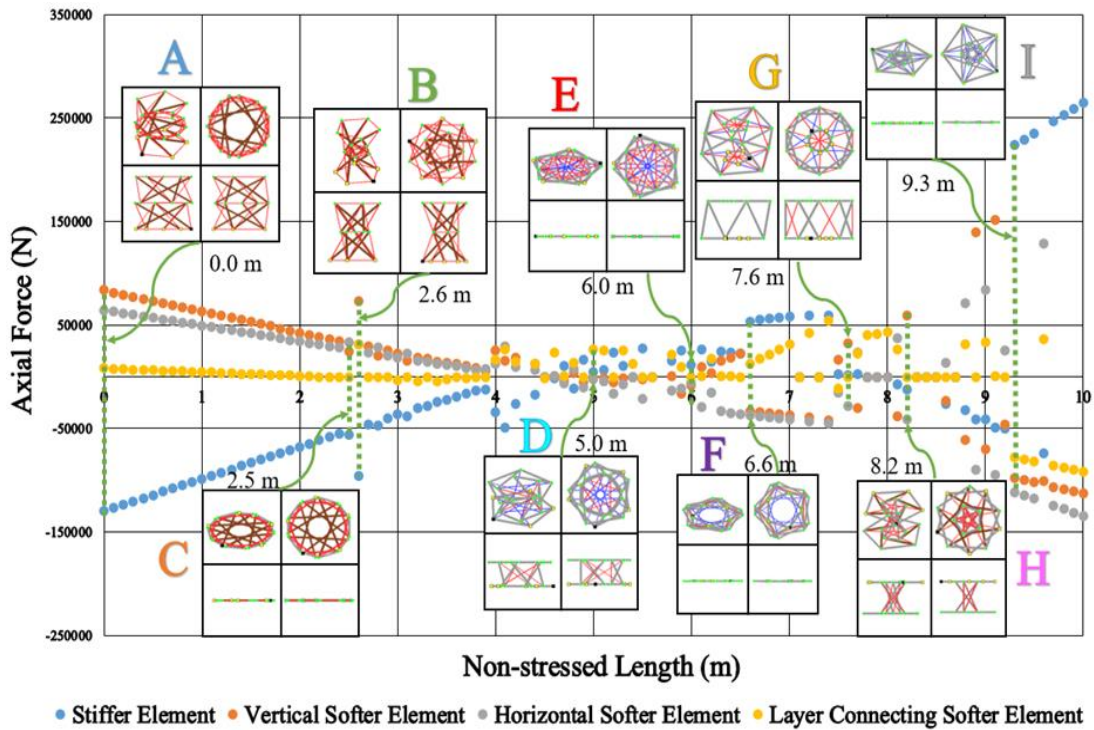 350000
250000
150000
50000
0
-50000
-150000
-250000
Axial Force (N)
0 1 2 3 4 5 6 7 8 9 10
Non-stressed Length (m)
A
0.0 m
B
2.6 m
C
2.5 m
D
5.0 m
E
6.0 m
F
6.6 m
G
7.6 m
H
8.2 m
I
9.3 m
Stiffer Element Vertical Softer Element Horizontal Softer Element Layer Connecting Softer Element